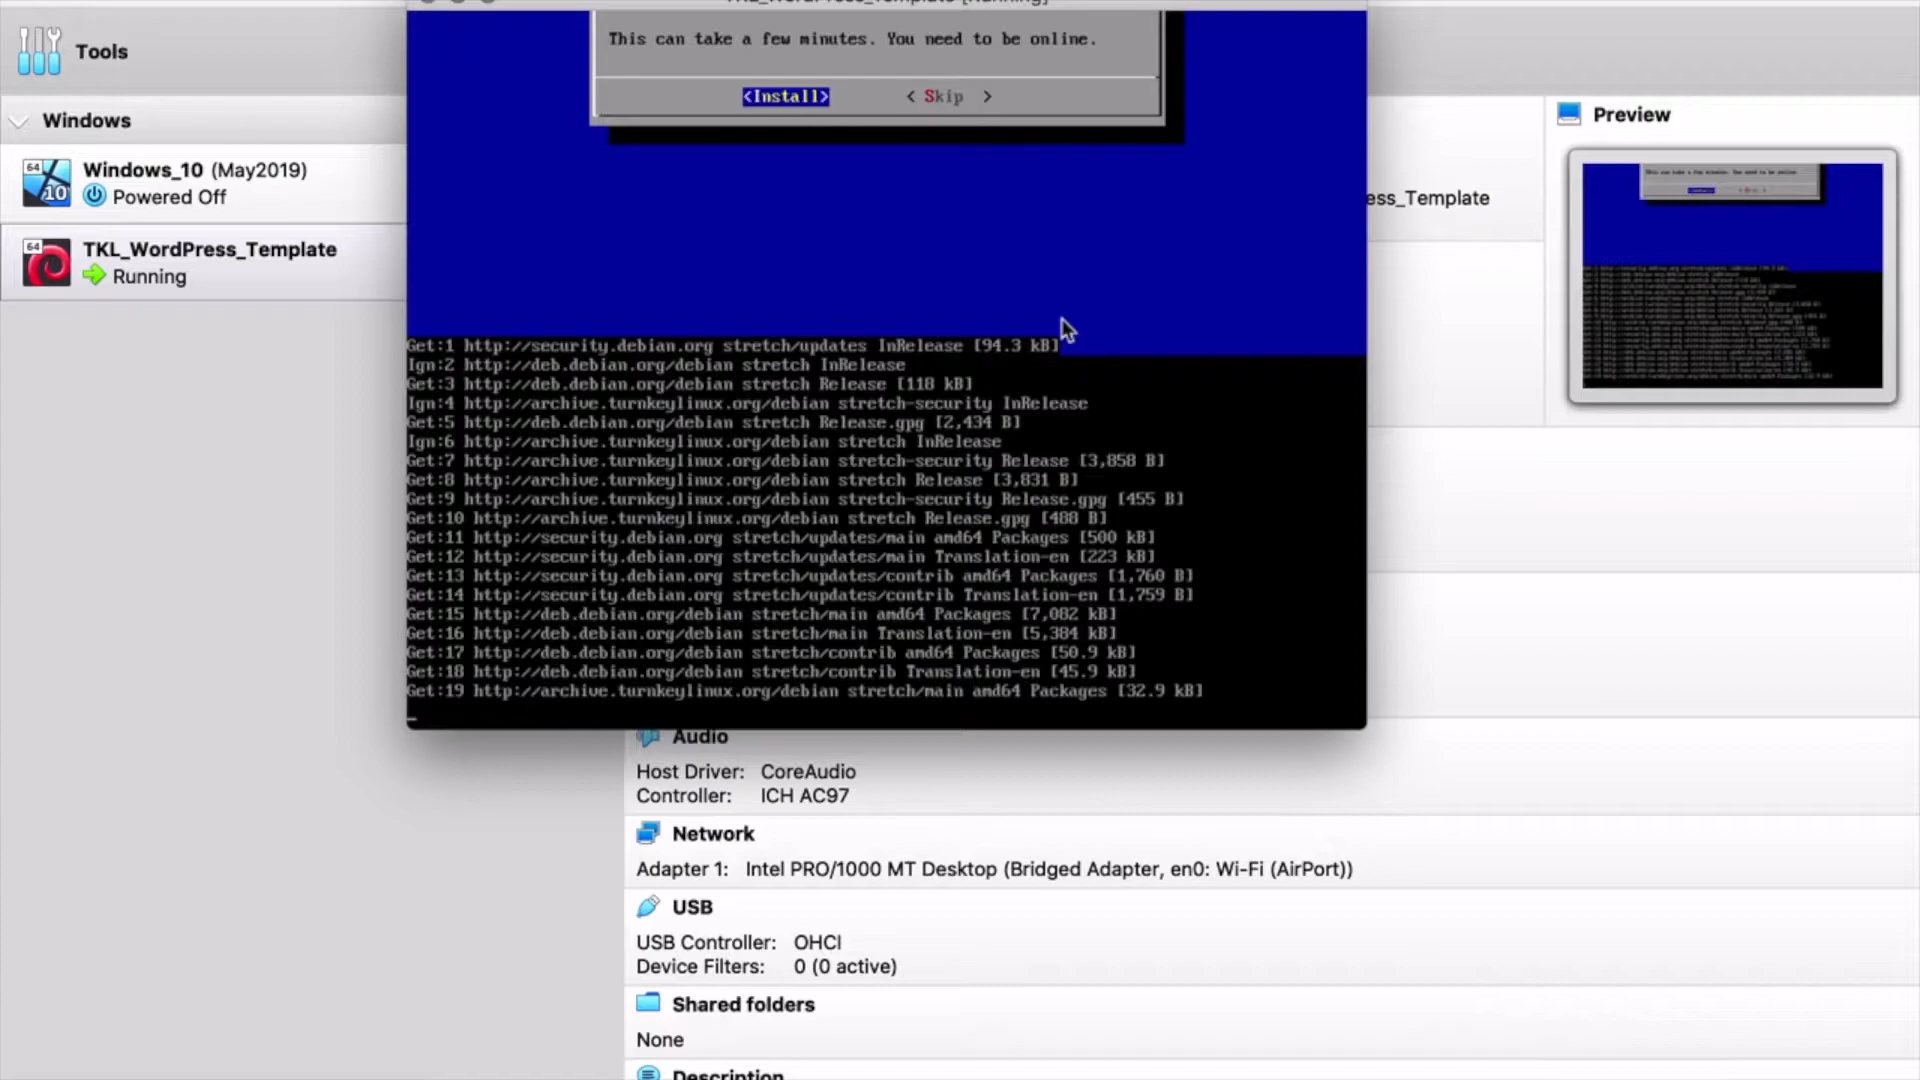 TKL_WordPress_Template [Running]
Tools
Windows
64
10
Windows_10 (May2019)
Powered Off
64
TKL_WordPress_Template
Running
This can take a few minutes. You need to be online.
<Install> < Skip >
Get:1 http://security.debian.org stretch/updates InRelease [94.3 kB]
Ign:2 http://deb.debian.org/debian stretch InRelease
Get:3 http://deb.debian.org/debian stretch Release [118 kB]
Ign:4 http://archive.turnkeylinux.org/debian stretch-security InRelease
Get:5 http://deb.debian.org/debian stretch Release.gpg [2,434 B]
Ign:6 http://archive.turnkeylinux.org/debian stretch InRelease
Get:7 http://archive.turnkeylinux.org/debian stretch-security Release [3,858 B]
Get:8 http://archive.turnkeylinux.org/debian stretch Release [3,831 B]
Get:9 http://archive.turnkeylinux.org/debian stretch-security Release.gpg [455 B]
Get:10 http://archive.turnkeylinux.org/debian stretch Release.gpg [488 B]
Get:11 http://security.debian.org stretch/updates/main amd64 Packages [500 kB]
Get:12 http://security.debian.org stretch/updates/main Translation-en [223 kB]
Get:13 http://security.debian.org stretch/updates/contrib amd64 Packages [1,760 B]
Get:14 http://security.debian.org stretch/updates/contrib Translation-en [1,759 B]
Get:15 http://deb.debian.org/debian stretch/main amd64 Packages [7,082 kB]
Get:16 http://deb.debian.org/debian stretch/main Translation-en [5,384 kB]
Get:17 http://deb.debian.org/debian stretch/contrib amd64 Packages [50.9 kB]
Get:18 http://deb.debian.org/debian stretch/contrib Translation-en [45.9 kB]
Get:19 http://archive.turnkeylinux.org/debian stretch/main amd64 Packages [32.9 kB]
ess_Template
Preview
Audio
Host Driver: CoreAudio
Controller: ICH AC97
Network
Adapter 1: Intel PRO/1000 MT Desktop (Bridged Adapter, en0: Wi-Fi (AirPort))
USB
USB Controller: OHCI
Device Filters: 0 (0 active)
Shared folders
None
Description